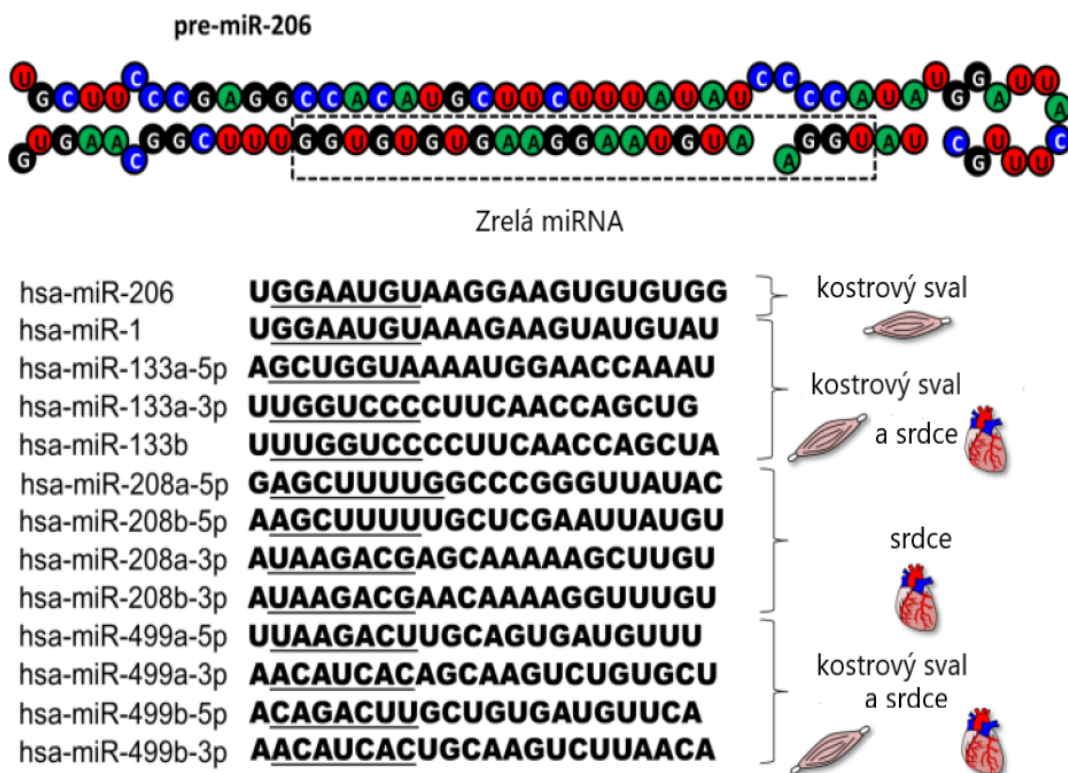 pre-miR-206
UGCUUCCCGAGGCCACAUGCUUCUUUAUAUCCCCAUAUGGAUUA
GUGAACGGCUUUGGUGUGUGAAGGAAUGUAAGGUAUCGUUUC
Zrelá miRNA
hsa-miR-206 UGGAAUGUAAGGAAGUGUGUGG
kostrový sval
hsa-miR-1 UGGAAUGUAAAGAAGUAUGUAU
hsa-miR-133a-5p AGCUGGUAAAAUGGAACCAAAU
hsa-miR-133a-3p UUUGGUCCCCUUCAACCAGCUG
hsa-miR-133b UUUGGUCCCCUUCAACCAGCUA
kostrový sval
a srdce
hsa-miR-208a-5p GAGCUUUUGGCCCGGGUUAUAC
hsa-miR-208b-5p AAGCUUUUUGCUCGAAUUAUGU
hsa-miR-208a-3p AUAAGACGAGCAAAAAGCUUGU
hsa-miR-208b-3p AUAAGACGAACAAAAGGUUUGU
srdce
hsa-miR-499a-5p UUAAGACUUGCAGUGAUGUUU
hsa-miR-499a-3p AACAUCACAGCAAGUCUGUGCU
hsa-miR-499b-5p ACAGACUUGCUGUGAUGUUCA
hsa-miR-499b-3p AACAUCACUGCAAGUCUUAACA
kostrový sval
a srdce